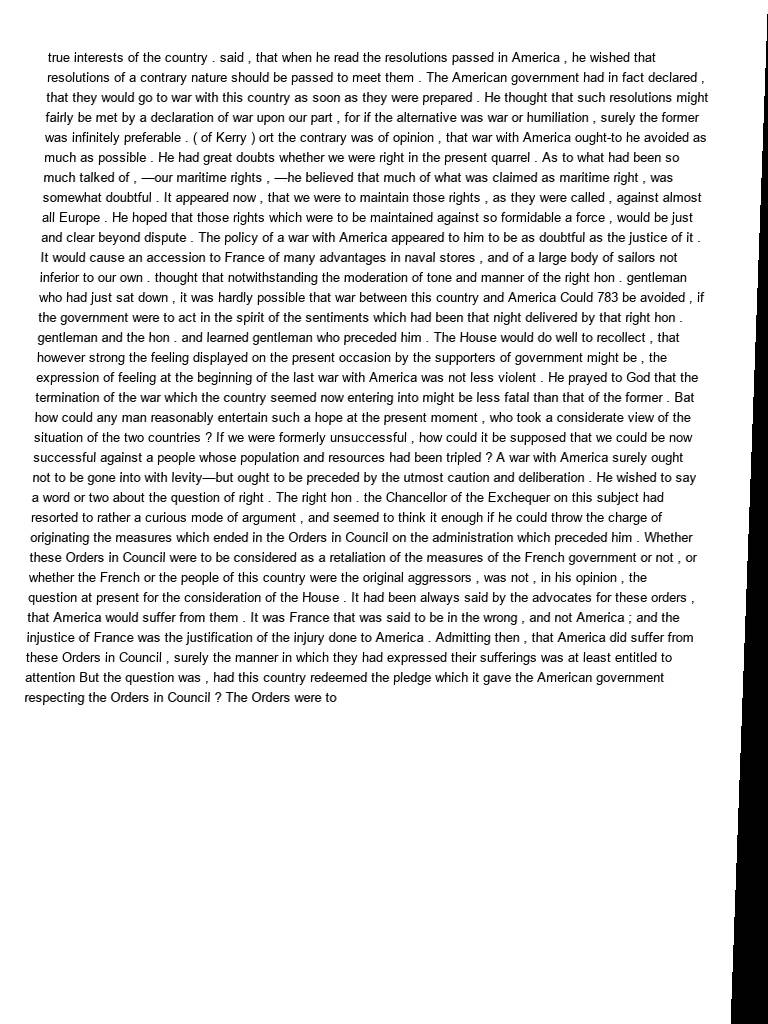 true interests of the country . said , that when he read the resolutions passed in America , he wished that
resolutions of a contrary nature should be passed to meet them . The American government had in fact declared ,
that they would go to war with this country as soon as they were prepared . He thought that such resolutions might
fairly be met by a declaration of war upon our part , for if the alternative was war or humiliation , surely the former
was infinitely preferable . ( of Kerry ) ort the contrary was of opinion , that war with America ought-to he avoided as
much as possible . He had great doubts whether we were right in the present quarrel . As to what had been so
much talked of , —our maritime rights , —he believed that much of what was claimed as maritime right , was
somewhat doubtful . It appeared now , that we were to maintain those rights , as they were called , against almost
all Europe . He hoped that those rights which were to be maintained against so formidable a force , would be just
and clear beyond dispute . The policy of a war with America appeared to him to be as doubtful as the justice of it .
It would cause an accession to France of many advantages in naval stores , and of a large body of sailors not
inferior to our own . thought that notwithstanding the moderation of tone and manner of the right hon . gentleman
who had just sat down , it was hardly possible that war between this country and America Could 783 be avoided , if
the government were to act in the spirit of the sentiments which had been that night delivered by that right hon .
gentleman and the hon . and learned gentleman who preceded him . The House would do well to recollect , that
however strong the feeling displayed on the present occasion by the supporters of government might be , the
expression of feeling at the beginning of the last war with America was not less violent . He prayed to God that the
termination of the war which the country seemed now entering into might be less fatal than that of the former . Bat
how could any man reasonably entertain such a hope at the present moment , who took a considerate view of the
situation of the two countries ? If we were formerly unsuccessful , how could it be supposed that we could be now
successful against a people whose population and resources had been tripled ? A war with America surely ought
not to be gone into with levity—but ought to be preceded by the utmost caution and deliberation . He wished to say
a word or two about the question of right . The right hon . the Chancellor of the Exchequer on this subject had
resorted to rather a curious mode of argument , and seemed to think it enough if he could throw the charge of
originating the measures which ended in the Orders in Council on the administration which preceded him . Whether
these Orders in Council were to be considered as a retaliation of the measures of the French government or not , or
whether the French or the people of this country were the original aggressors , was not , in his opinion , the
question at present for the consideration of the House . It had been always said by the advocates for these orders ,
that America would suffer from them . It was France that was said to be in the wrong , and not America ; and the
injustice of France was the justification of the injury done to America . Admitting then , that America did suffer from
these Orders in Council , surely the manner in which they had expressed their sufferings was at least entitled to
attention But the question was , had this country redeemed the pledge which it gave the American government
respecting the Orders in Council ? The Orders were to